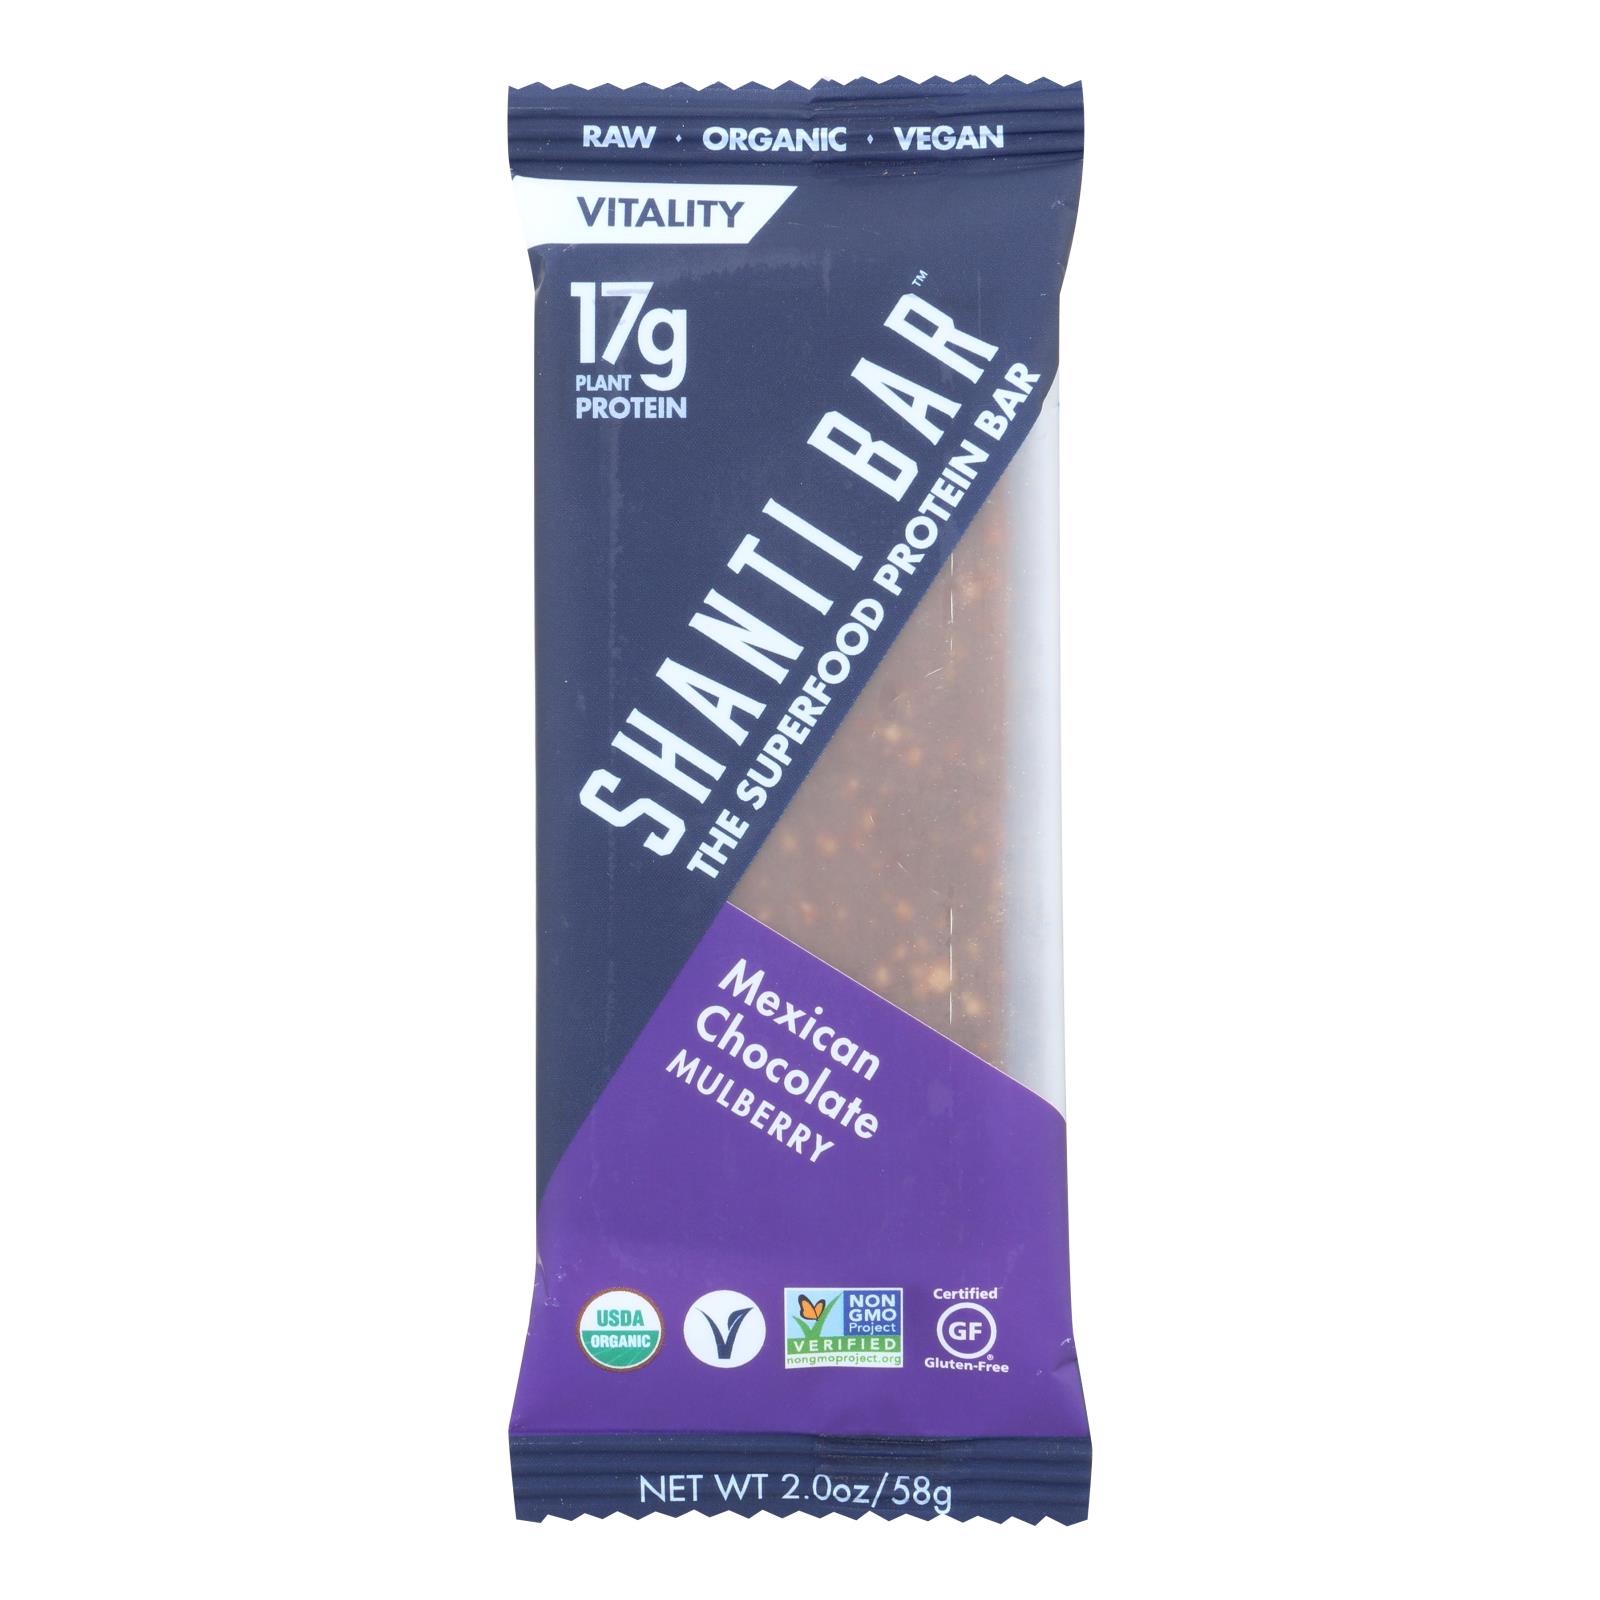 RAW • ORGANIC • VEGAN
VITALITY
17g
PLANT
PROTEIN
SHANTI BAR™
THE SUPERFOOD PROTEIN BAR
Mexican
Chocolate
MULBERRY
USDA
ORGANIC
V
NON
GMO
Project
VERIFIED
nongmoproject.org
Certified
GF
®
Gluten-Free
NET WT 2.0oz/58g